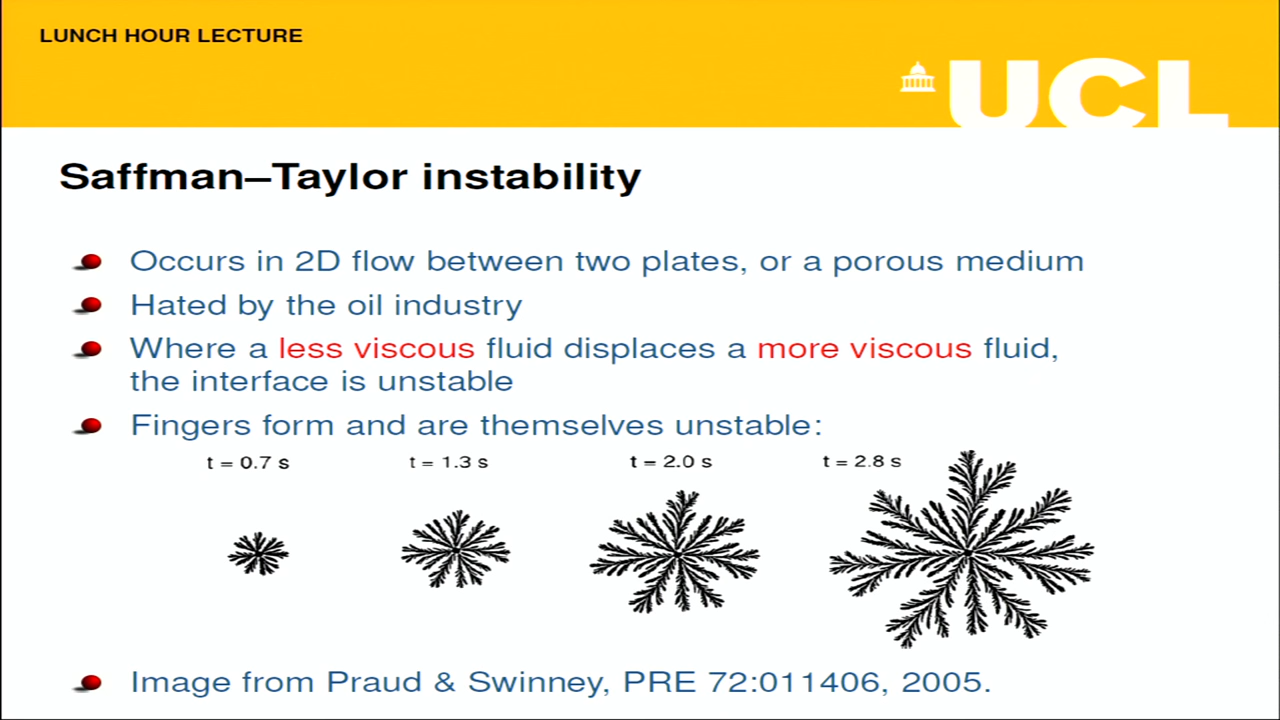 LUNCH HOUR LECTURE
UCL
Saffman–Taylor instability
Occurs in 2D flow between two plates, or a porous medium
Hated by the oil industry
Where a less viscous fluid displaces a more viscous fluid,
the interface is unstable
Fingers form and are themselves unstable:
t = 0.7 s t = 1.3 s t = 2.0 s t = 2.8 s
Image from Praud & Swinney, PRE 72:011406, 2005.